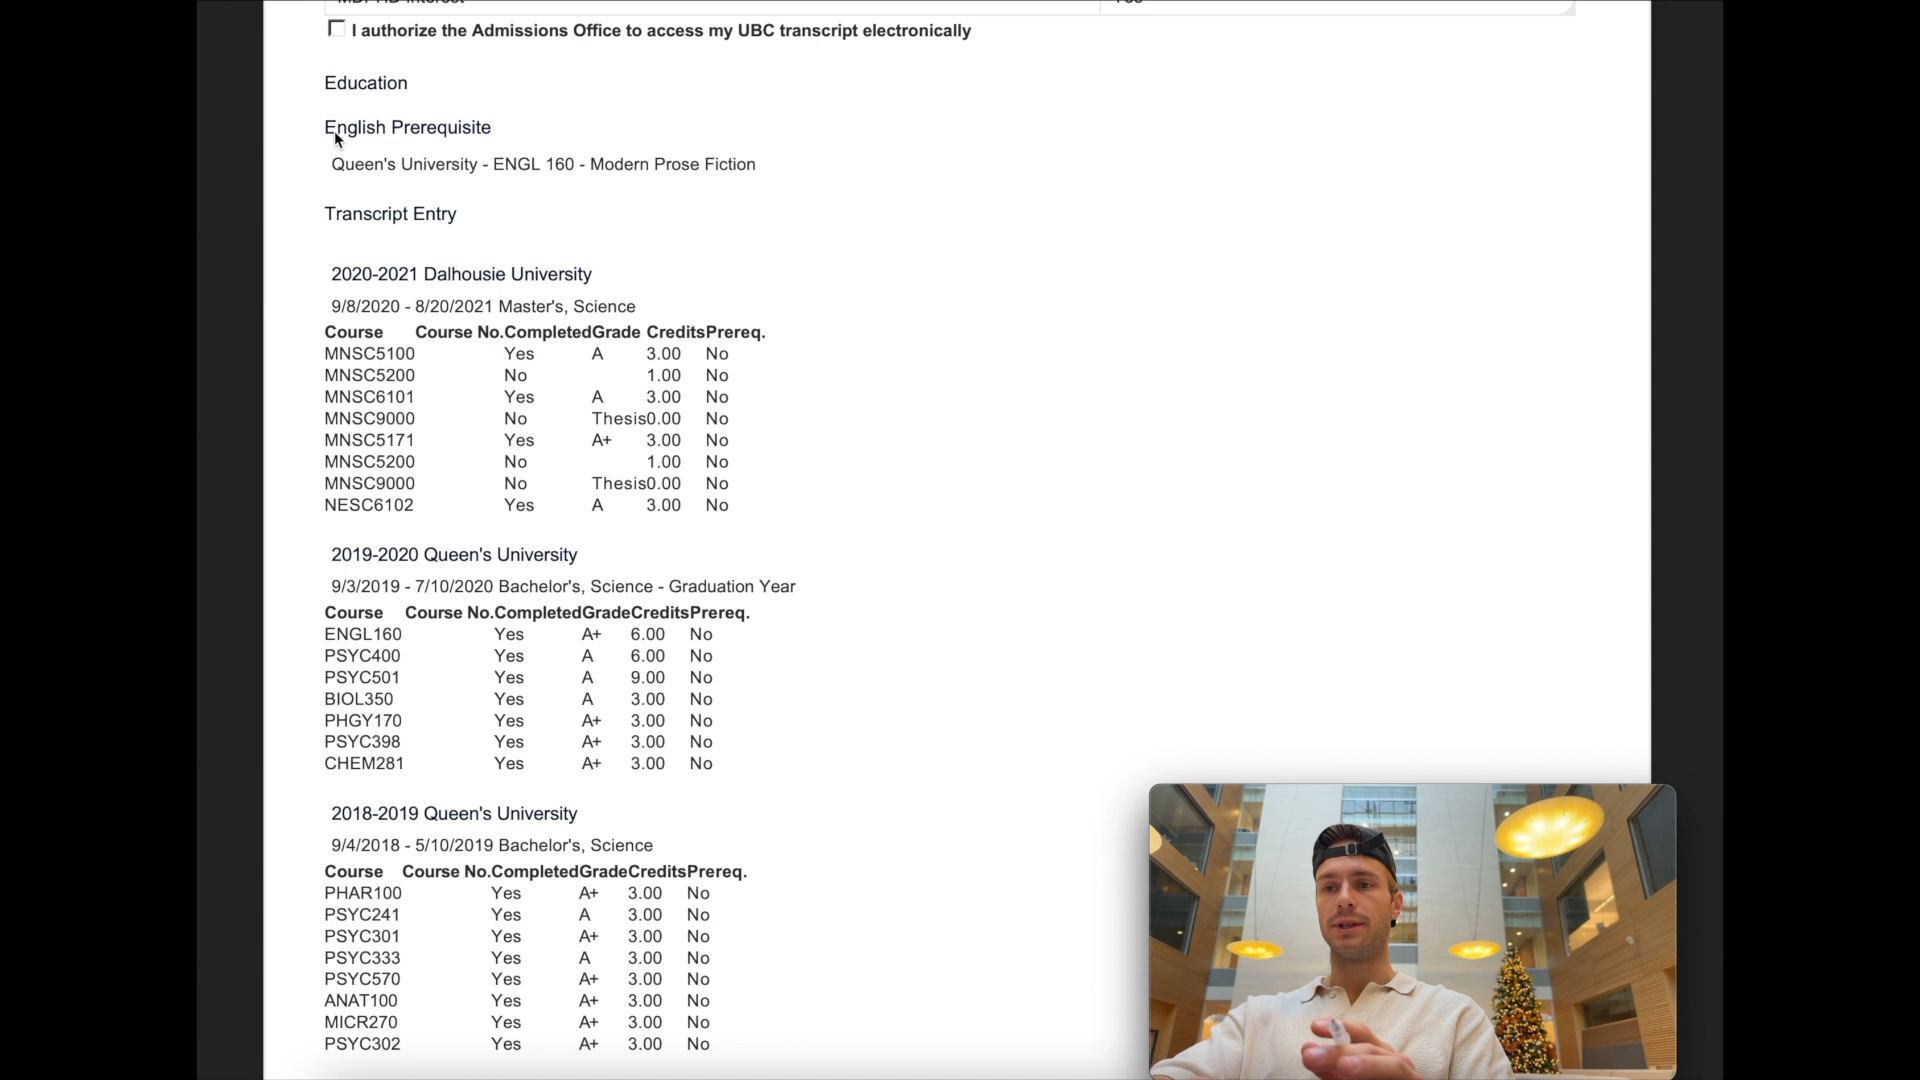 I authorize the Admissions Office to access my UBC transcript electronically
Education
English Prerequisite
Queen's University - ENGL 160 - Modern Prose Fiction
Transcript Entry
2020-2021 Dalhousie University
9/8/2020 - 8/20/2021 Master's, Science
Course Course No.CompletedGrade CreditsPrereq.
MNSC5100 Yes A 3.00 No
MNSC5200 No 1.00 No
MNSC6101 Yes A 3.00 No
MNSC9000 No Thesis0.00 No
MNSC5171 Yes A+ 3.00 No
MNSC5200 No 1.00 No
MNSC9000 No Thesis0.00 No
NESC6102 Yes A 3.00 No
2019-2020 Queen's University
9/3/2019 - 7/10/2020 Bachelor's, Science - Graduation Year
Course Course No.CompletedGradeCreditsPrereq.
ENGL160 Yes A+ 6.00 No
PSYC400 Yes A 6.00 No
PSYC501 Yes A 9.00 No
BIOL350 Yes A 3.00 No
PHGY170 Yes A+ 3.00 No
PSYC398 Yes A+ 3.00 No
CHEM281 Yes A+ 3.00 No
2018-2019 Queen's University
9/4/2018 - 5/10/2019 Bachelor's, Science
Course Course No.CompletedGradeCreditsPrereq.
PHAR100 Yes A+ 3.00 No
PSYC241 Yes A 3.00 No
PSYC301 Yes A+ 3.00 No
PSYC333 Yes A 3.00 No
PSYC570 Yes A+ 3.00 No
ANAT100 Yes A+ 3.00 No
MICR270 Yes A+ 3.00 No
PSYC302 Yes A+ 3.00 No